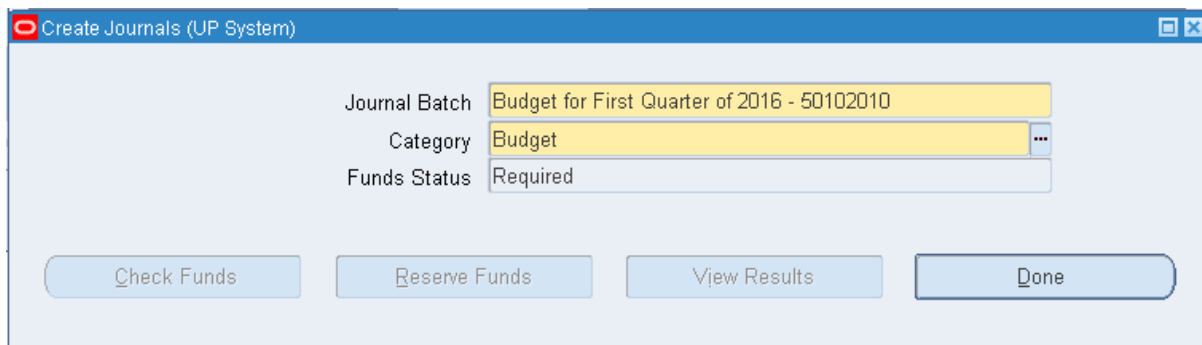 Create Journals (UP System)
Journal Batch Budget for First Quarter of 2016 - 50102010
Category Budget ...
Funds Status Required
Check Funds Reserve Funds View Results Done